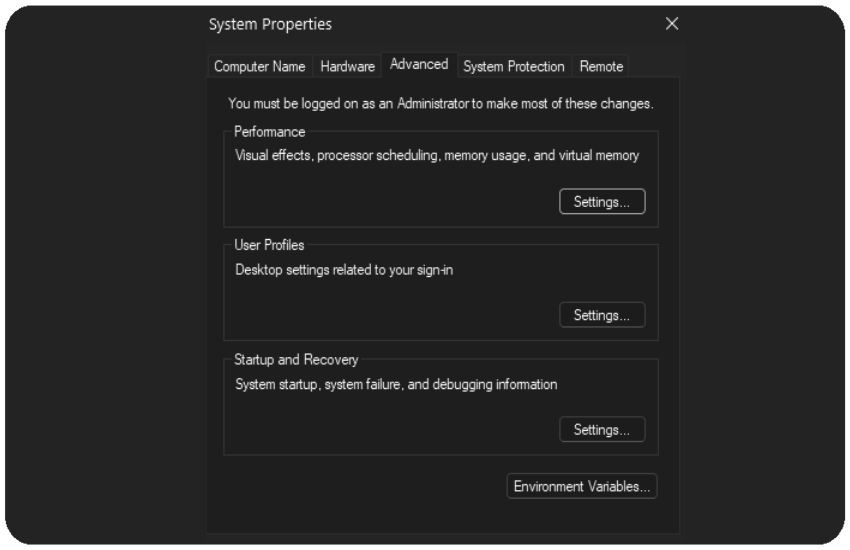 System Properties
Computer Name Hardware Advanced System Protection Remote
You must be logged on as an Administrator to make most of these changes.
Performance
Visual effects, processor scheduling, memory usage, and virtual memory
Settings...
User Profiles
Desktop settings related to your sign-in
Settings...
Startup and Recovery
System startup, system failure, and debugging information
Settings...
Environment Variables...